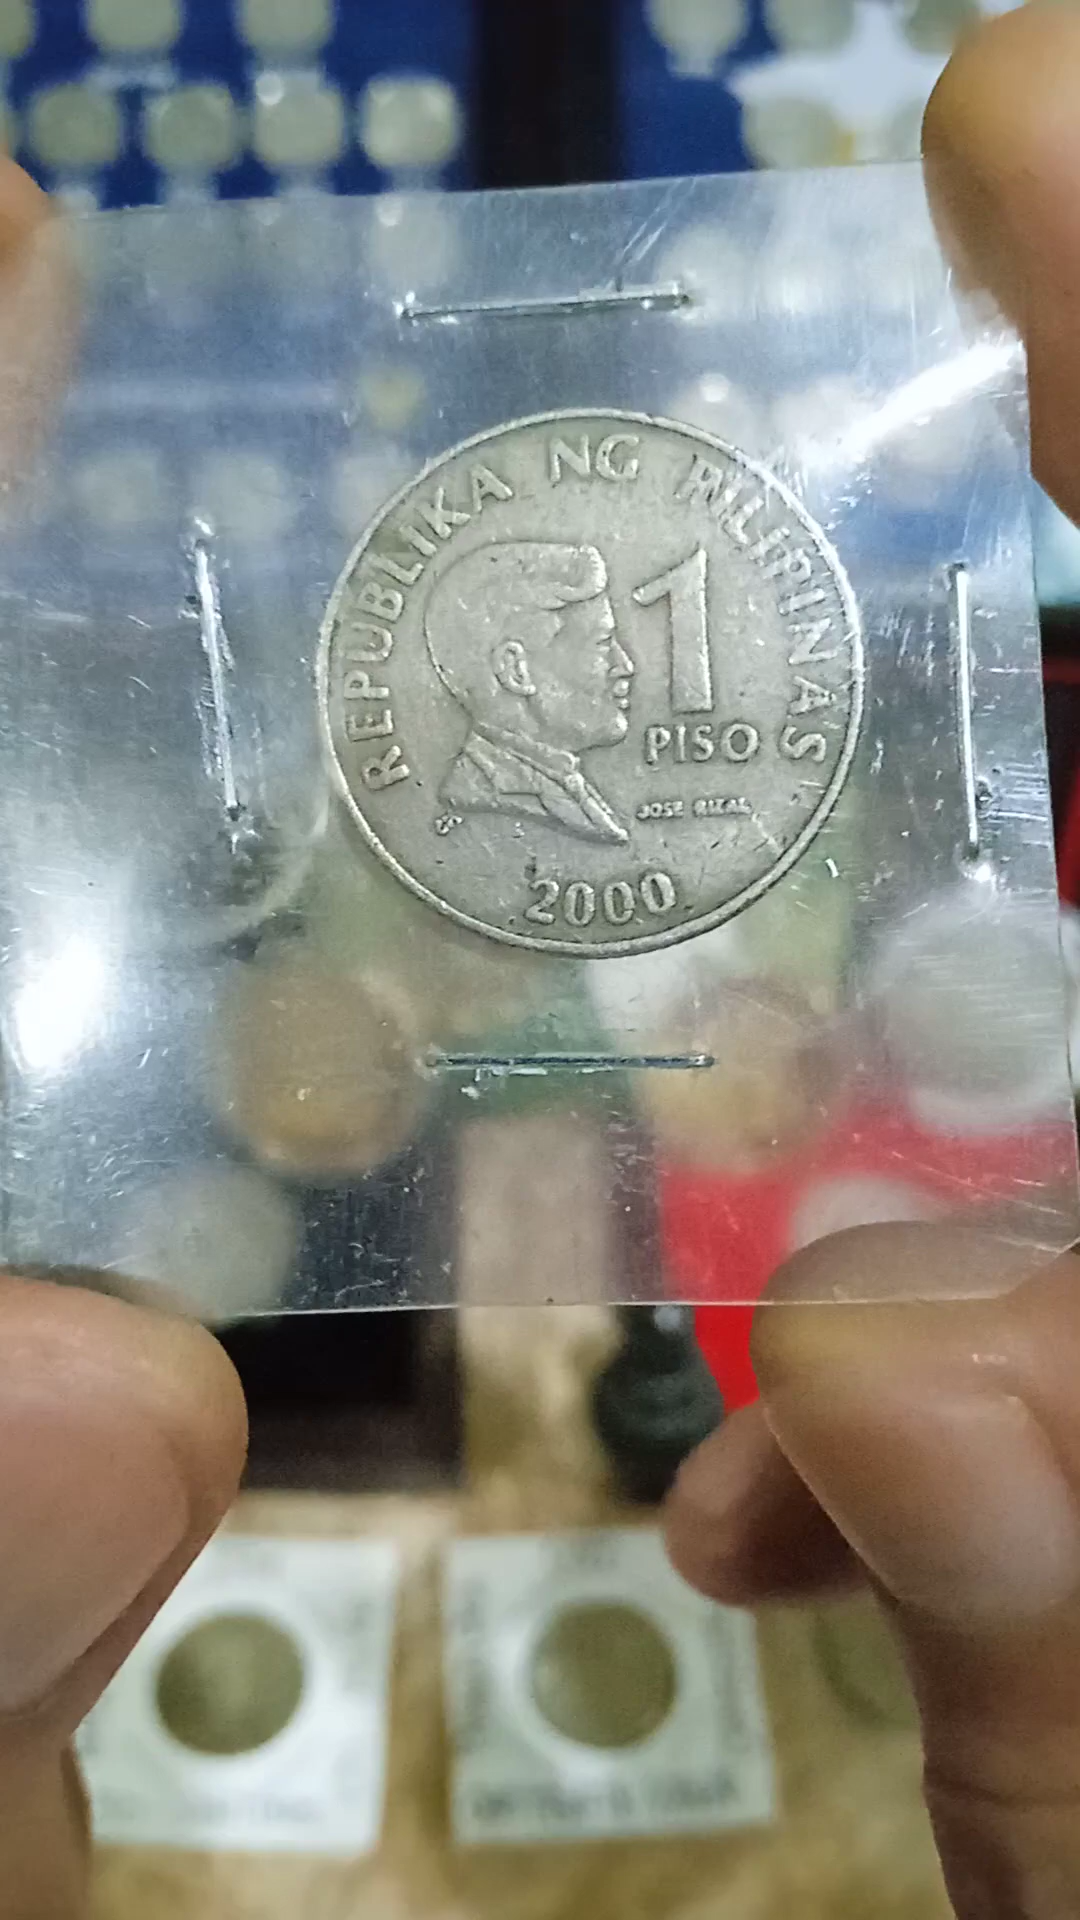 REPUBLIKA NG PILIPINAS
1
PISO
JOSE RIZAL
2000